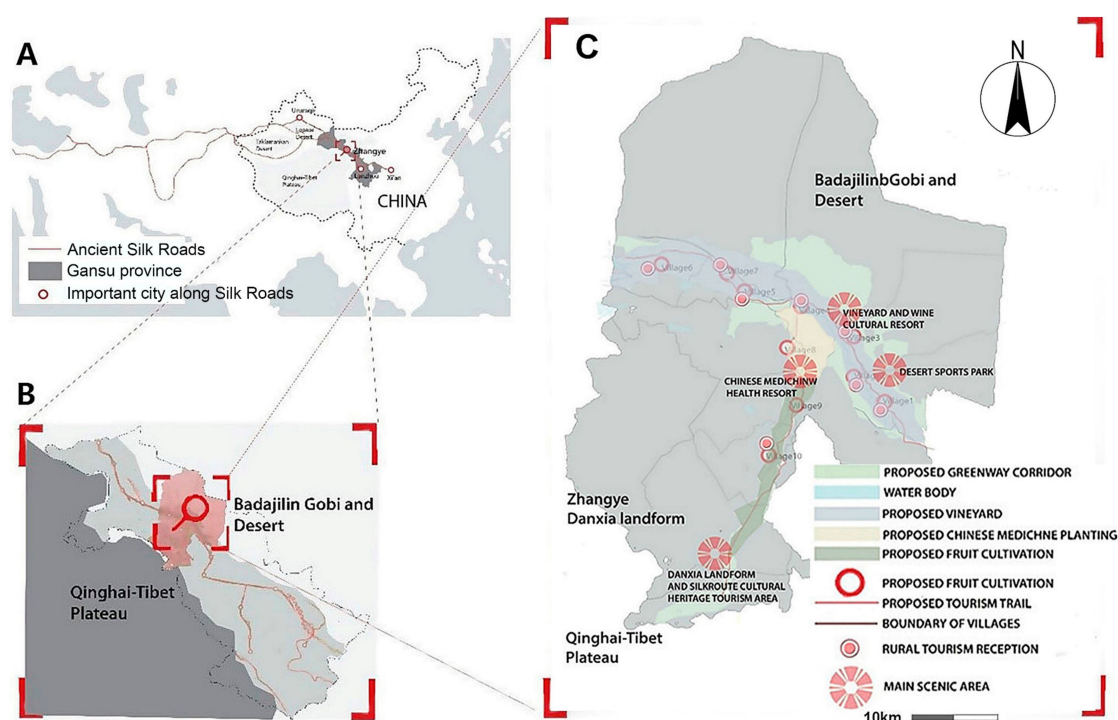 A
Urumqi
Lopnur
Desert
Taklamankan
Desert
Zhangye
Lanzhou
Xi'an
Qinghai-Tibet
Plateau
CHINA
Ancient Silk Roads
Gansu province
Important city along Silk Roads
B
Badajilin Gobi and
Desert
Qinghai-Tibet
Plateau
C
N
BadajilinbGobi and
Desert
Village6
Village7
Village5
VINEYARD AND WINE
CULTURAL RESORT
Village3
Village8
DESERT SPORTS PARK
CHINESE MEDICHINW
HEALTH RESORT
Village1
Village9
Village10
Zhangye
Danxia landform
DANXIA LANDFORM
AND SILKROUTE CULTURAL
HERITAGE TOURISM AREA
Qinghai-Tibet
Plateau
PROPOSED GREENWAY CORRIDOR
WATER BODY
PROPOSED VINEYARD
PROPOSED CHINESE MEDICHNE PLANTING
PROPOSED FRUIT CULTIVATION
PROPOSED FRUIT CULTIVATION
PROPOSED TOURISM TRAIL
BOUNDARY OF VILLAGES
RURAL TOURISM RECEPTION
MAIN SCENIC AREA
10km